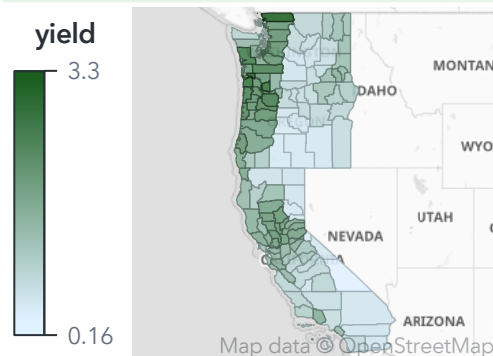 yield
3.3
0.16
MONTAN
DAHO
WYO
UTAH
NEVADA
ARIZONA
Map data © OpenStreetMap